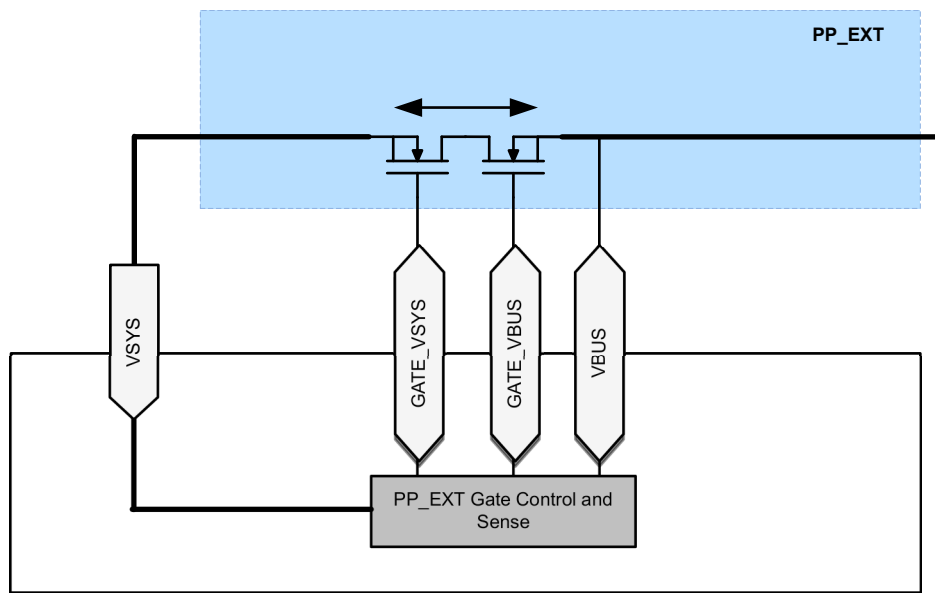 PP_EXT
VSYS
GATE_VSYS
GATE_VBUS
VBUS
PP_EXT Gate Control and
Sense